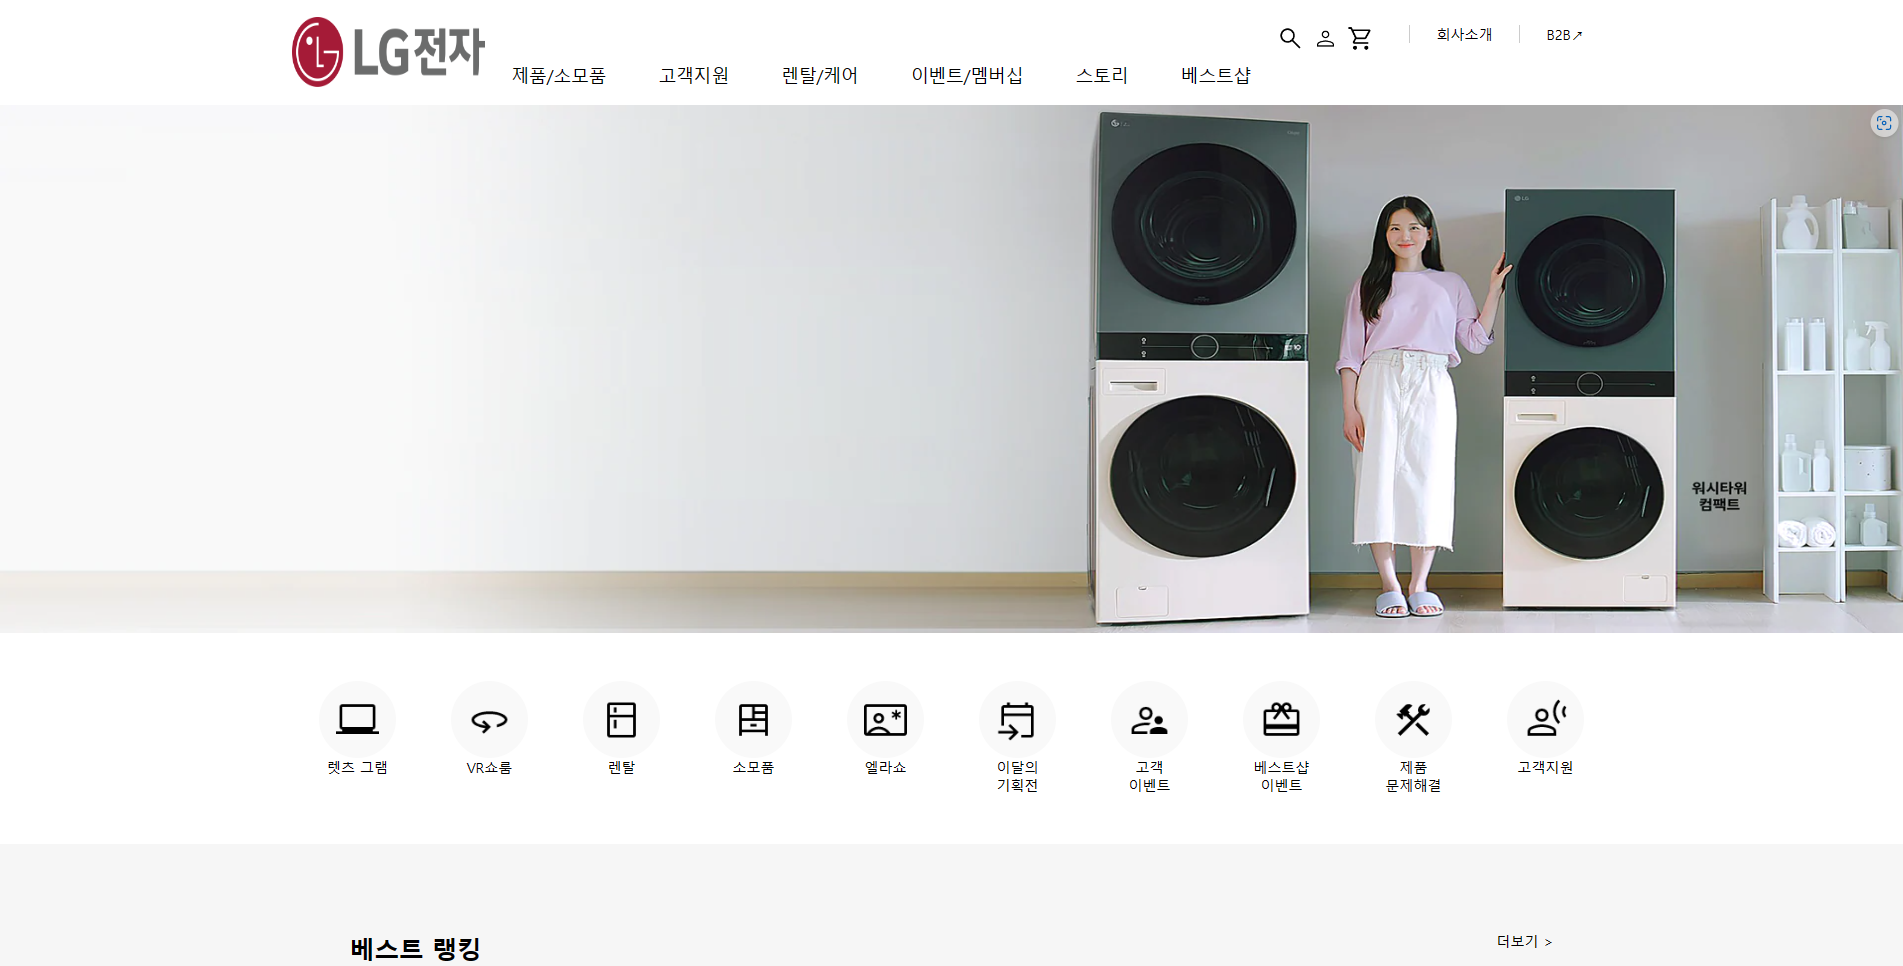 LG전자
회사소개
B2B↗
제품/소모품
고객지원
렌탈/케어
이벤트/멤버십
스토리
베스트샵
LG
워시타워
컴팩트
렛츠 그램
VR쇼룸
렌탈
소모품
엘라쇼
이달의
기획전
고객
이벤트
베스트샵
이벤트
제품
문제해결
고객지원
베스트 랭킹
더보기 >